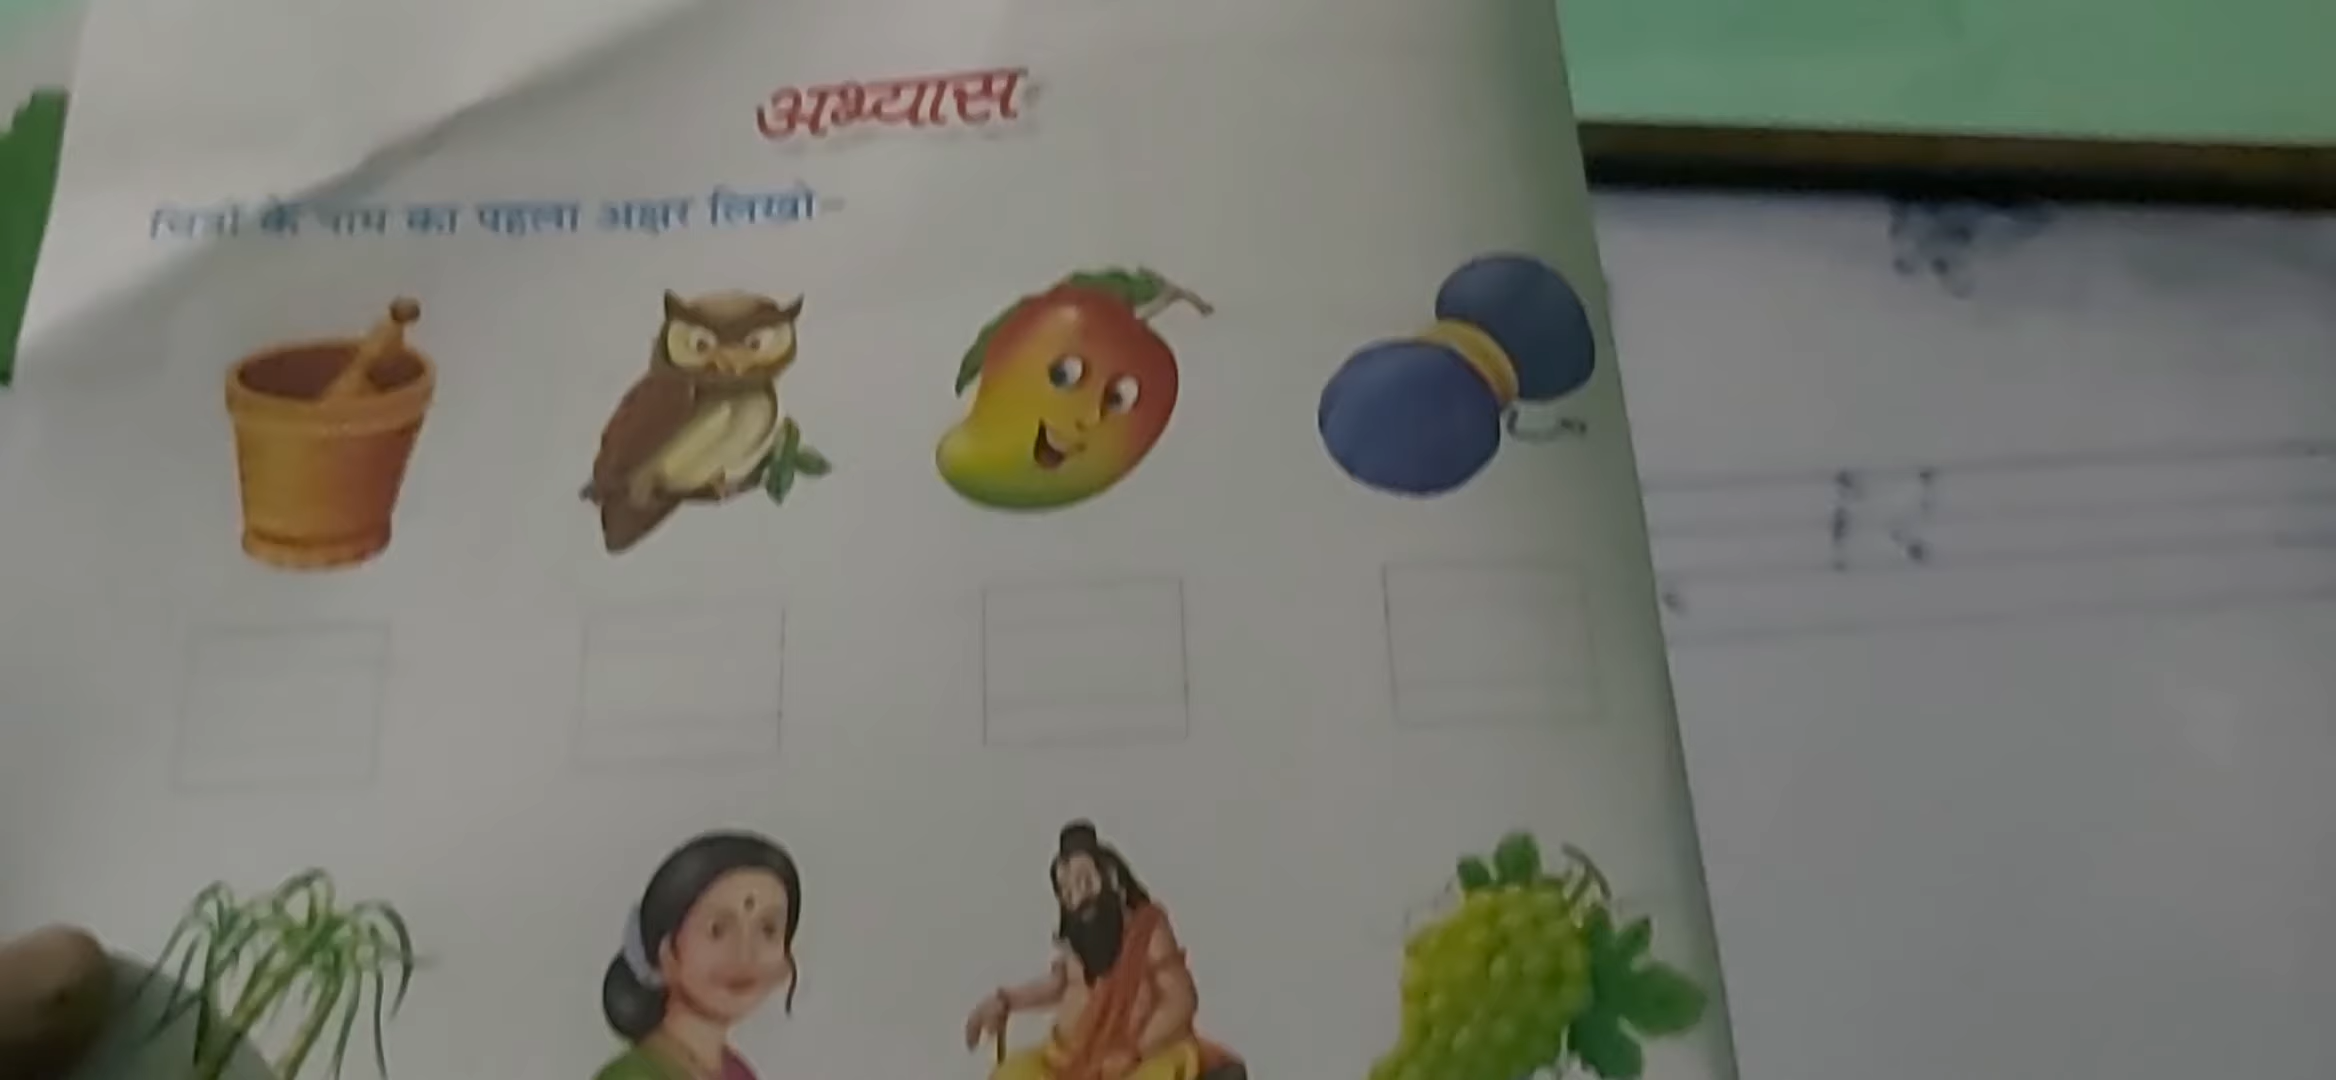 अभ्यास
चित्रों के नाम का पहला अक्षर लिखो-